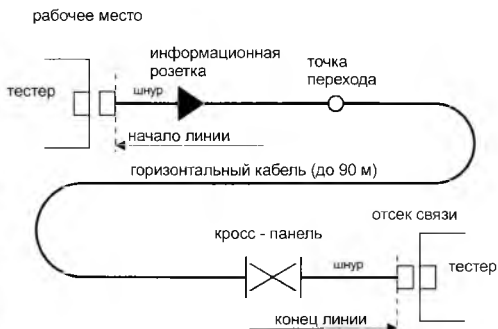 рабочее место
информационная
розетка
точка
перехода
тестер
шнур
начало линии
горизонтальный кабель (до 90 м)
отсек связи
кросс - панель
шнур
тестер
конец линии